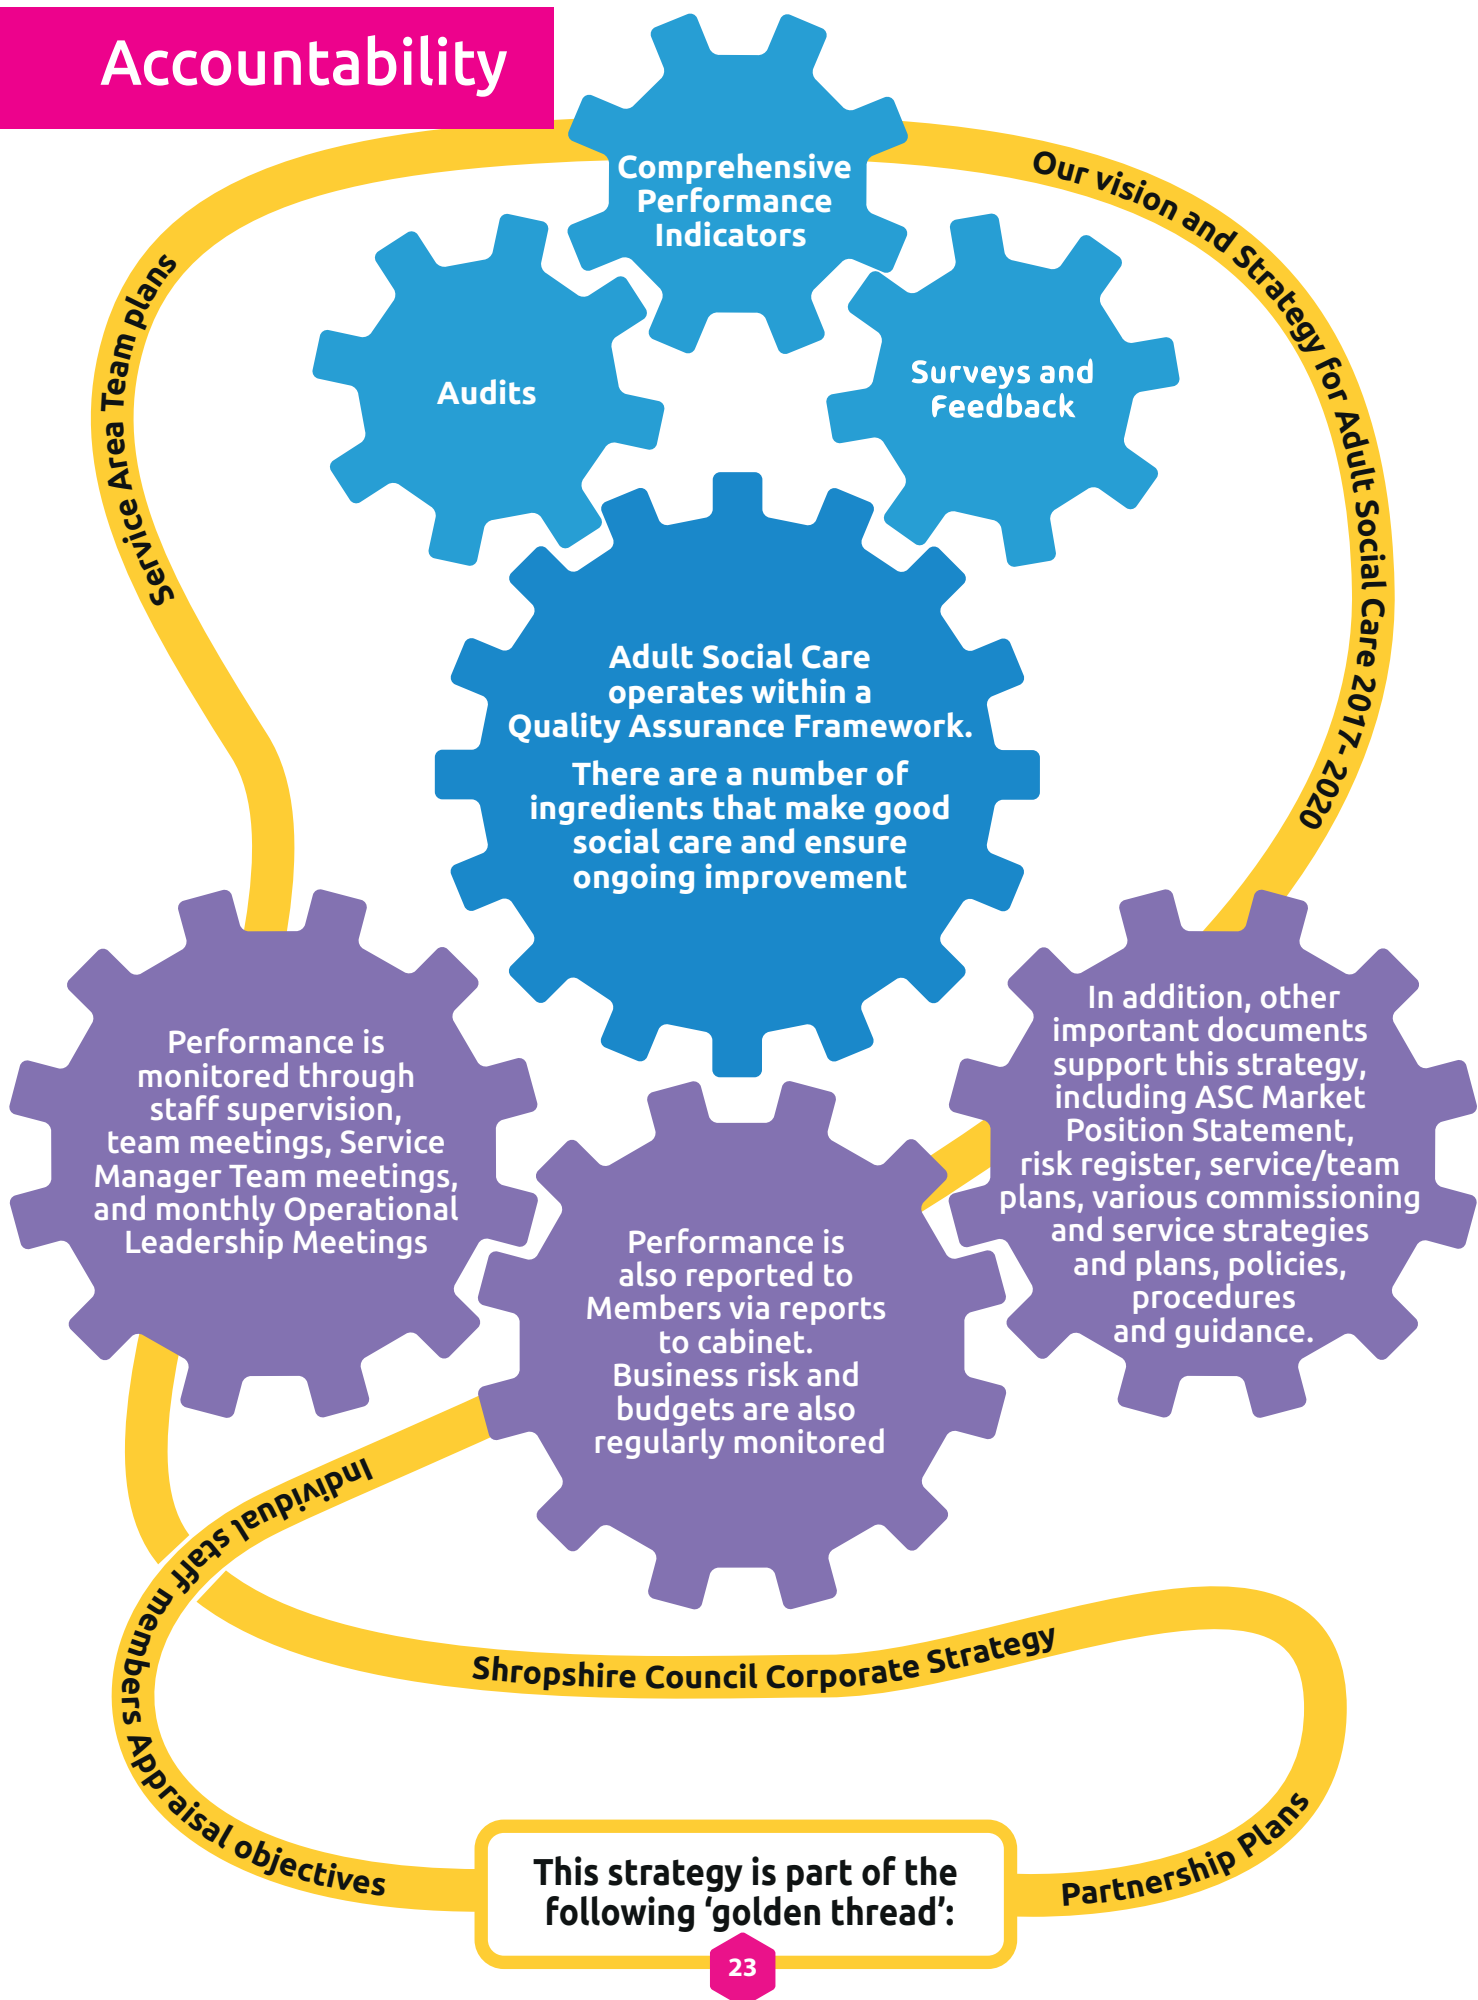 Accountability
Comprehensive
Performance
Indicators
Our vision and Strategy for Adult Social Care 2017- 2020
Service Area Team plans
Audits
Surveys and
Feedback
Adult Social Care
operates within a
Quality Assurance Framework.
There are a number of
ingredients that make good
social care and ensure
ongoing improvement
Performance is
monitored through
staff supervision,
team meetings, Service
Manager Team meetings,
and monthly Operational
Leadership Meetings
In addition, other
important documents
support this strategy,
including ASC Market
Position Statement,
risk register, service/team
plans, various commissioning
and service strategies
and plans, policies,
procedures
and guidance.
Performance is
also reported to
Members via reports
to cabinet.
Business risk and
budgets are also
regularly monitored
Individual staff members Appraisal objectives
Shropshire Council Corporate Strategy
Partnership Plans
This strategy is part of the
following ‘golden thread’:
23